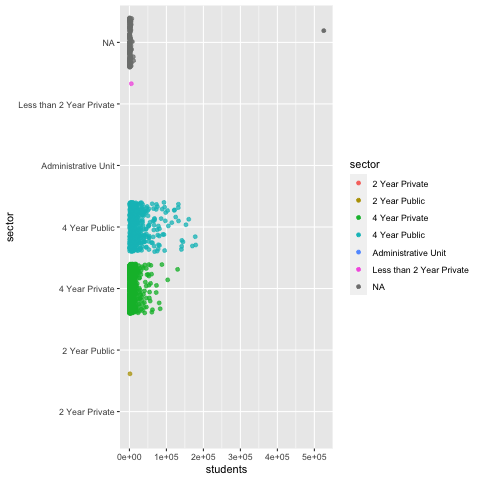 NA
Less than 2 Year Private
Administrative Unit
4 Year Public
4 Year Private
2 Year Public
2 Year Private
sector
0e+00 1e+05 2e+05 3e+05 4e+05 5e+05
students
sector
2 Year Private
2 Year Public
4 Year Private
4 Year Public
Administrative Unit
Less than 2 Year Private
NA